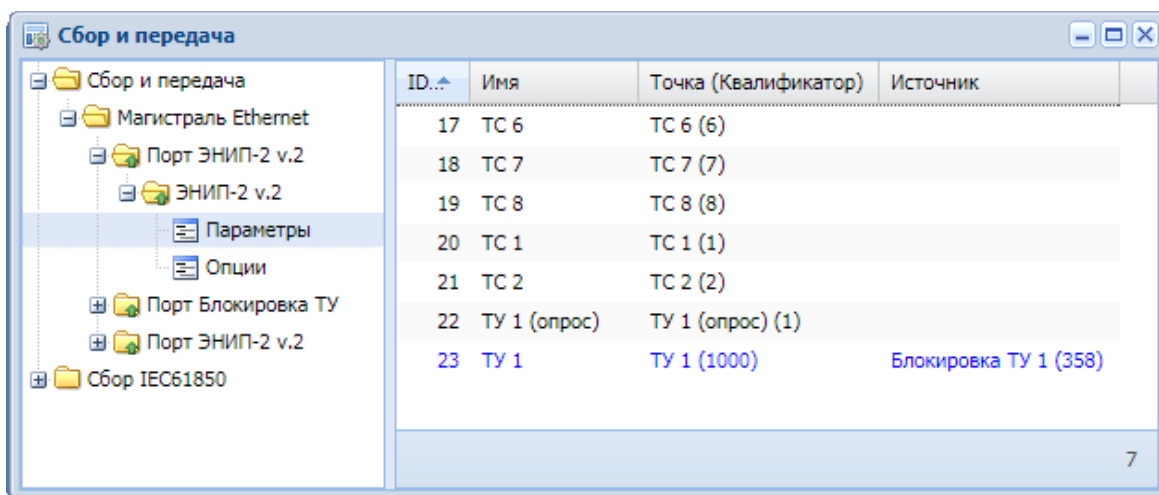 Сбор и передача
Сбор и передача
Магистраль Ethernet
Порт ЭНИП-2 v.2
ЭНИП-2 v.2
Параметры
Опции
Порт Блокировка ТУ
Порт ЭНИП-2 v.2
Сбор IEC61850
ID... Имя Точка (Квалификатор) Источник
17 ТС 6 ТС 6 (6)
18 ТС 7 ТС 7 (7)
19 ТС 8 ТС 8 (8)
20 ТС 1 ТС 1 (1)
21 ТС 2 ТС 2 (2)
22 ТУ 1 (опрос) ТУ 1 (опрос) (1)
23 ТУ 1 ТУ 1 (1000) Блокировка ТУ 1 (358)
7